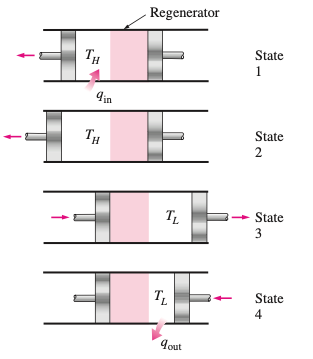 Regenerator
T_H
State
1
q_in
T_H
State
2
T_L
State
3
T_L
State
4
q_out